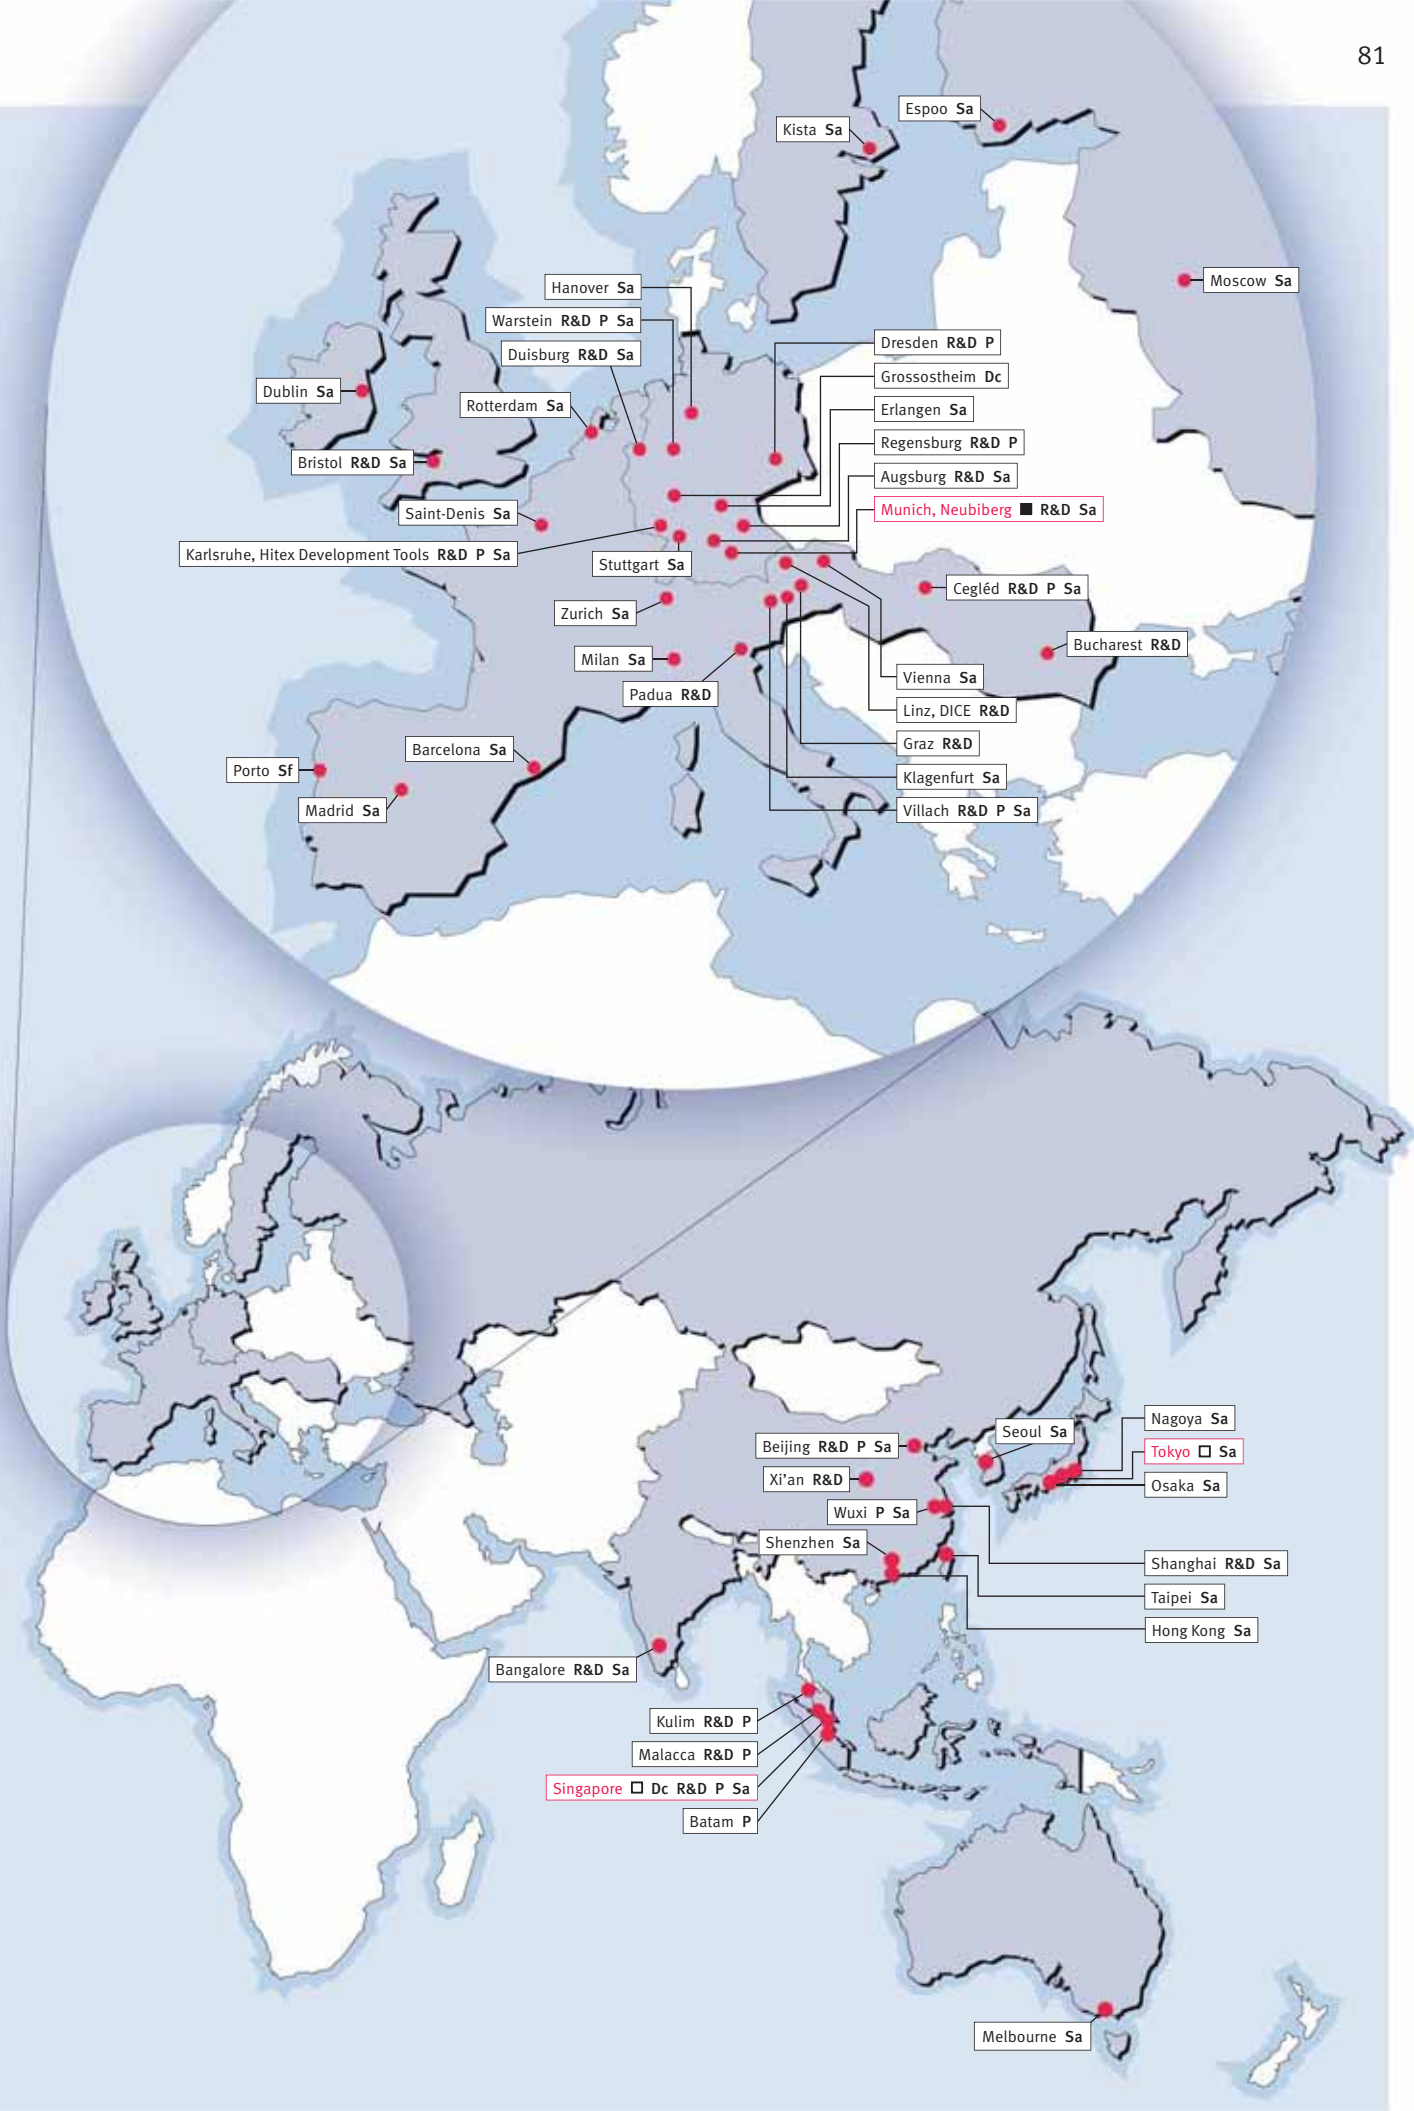 81
Espoo Sa
Kista Sa
Moscow Sa
Hanover Sa
Warstein R&D P Sa
Duisburg R&D Sa
Dresden R&D P
Grossostheim Dc
Dublin Sa
Rotterdam Sa
Erlangen Sa
Regensburg R&D P
Bristol R&D Sa
Augsburg R&D Sa
Saint-Denis Sa
Munich, Neubiberg ■ R&D Sa
Karlsruhe, Hitex Development Tools R&D P Sa
Stuttgart Sa
Cegléd R&D P Sa
Zurich Sa
Bucharest R&D
Milan Sa
Vienna Sa
Padua R&D
Linz, DICE R&D
Graz R&D
Barcelona Sa
Porto Sf
Klagenfurt Sa
Madrid Sa
Villach R&D P Sa
Nagoya Sa
Seoul Sa
Beijing R&D P Sa
Tokyo □ Sa
Xi'an R&D
Osaka Sa
Wuxi P Sa
Shenzhen Sa
Shanghai R&D Sa
Taipei Sa
Hong Kong Sa
Bangalore R&D Sa
Kulim R&D P
Malacca R&D P
Singapore □ Dc R&D P Sa
Batam P
Melbourne Sa